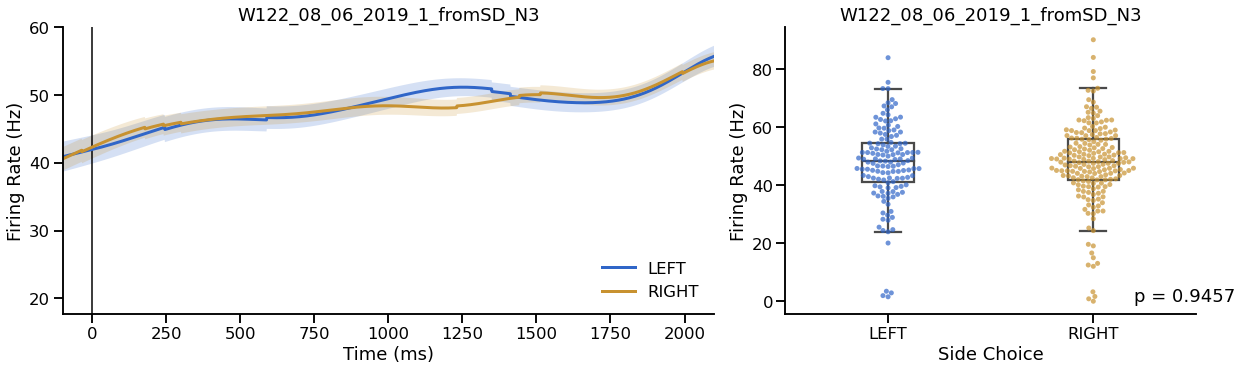 W122_08_06_2019_1_fromSD_N3
60
50
40
30
20
Firing Rate (Hz)
LEFT
RIGHT
0 250 500 750 1000 1250 1500 1750 2000
Time (ms)
W122_08_06_2019_1_fromSD_N3
80
60
40
20
0
Firing Rate (Hz)
p = 0.9457
LEFT RIGHT
Side Choice